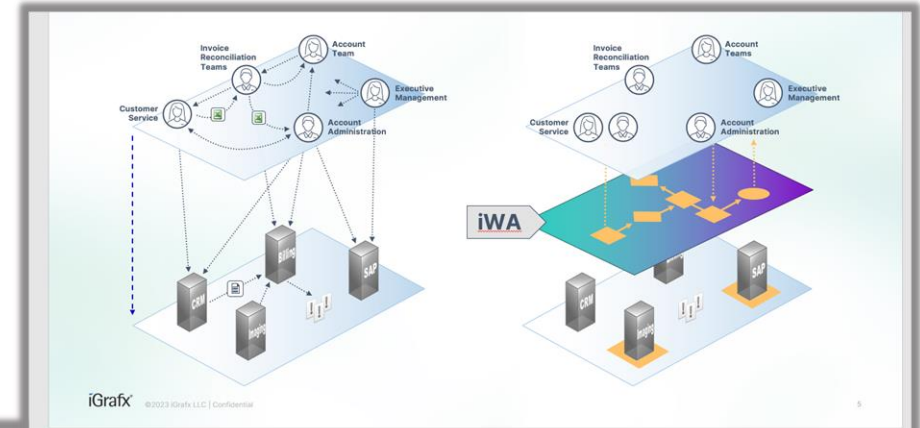 Invoice
Reconciliation
Teams
Account
Team
Executive
Management
Customer
Service
Account
Administration
CRM
Billing
Imaging
SAP
Invoice
Reconciliation
Teams
Account
Teams
Executive
Management
Customer
Service
Account
Administration
iWA
CRM
Imaging
SAP
iGrafx
©2023 iGrafx LLC | Confidential
5